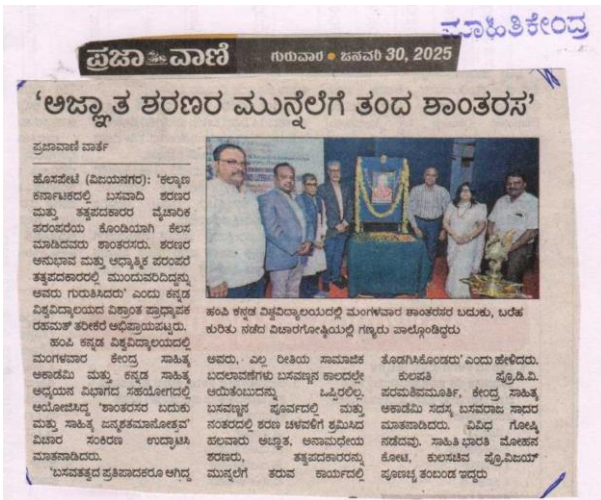 ಮಾಹಿತಿಕೇಂದ್ರ
ಪ್ರಜಾವಾಣಿ
ಗುರುವಾರ ● ಜನವರಿ 30, 2025
‘ಅಜ್ಞಾತ ಶರಣರ ಮುನ್ನೆಲೆಗೆ ತಂದ ಶಾಂತರಸ’
ಪ್ರಜಾವಾಣಿ ವಾರ್ತೆ
ಹೊಸಪೇಟೆ (ವಿಜಯನಗರ): ‘ಕಲ್ಯಾಣ
ಕರ್ನಾಟಕದಲ್ಲಿ ಬಸವಾದಿ ಶರಣರ
ಮತ್ತು ತತ್ವಪದಕಾರರ ವೈಚಾರಿಕ
ಪರಂಪರೆಯ ಕೊಂಡಿಯಾಗಿ ಕೆಲಸ
ಮಾಡಿದವರು ಶಾಂತರಸರು. ಶರಣರ
ಅನುಭಾವ ಮತ್ತು ಆಧ್ಯಾತ್ಮಿಕ ಪರಂಪರೆ
ತತ್ವಪದಕಾರರಲ್ಲಿ ಮುಂದುವರಿದಿದ್ದನ್ನು
ಅವರು ಗುರುತಿಸಿದರು’ ಎಂದು ಕನ್ನಡ
ವಿಶ್ವವಿದ್ಯಾಲಯದ ವಿಶ್ರಾಂತ ಪ್ರಾಧ್ಯಾಪಕ
ರಹಮತ್ ತರೀಕೆರೆ ಅಭಿಪ್ರಾಯಪಟ್ಟರು.
ಹಂಪಿ ಕನ್ನಡ ವಿಶ್ವವಿದ್ಯಾಲಯದಲ್ಲಿ
ಮಂಗಳವಾರ ಕೇಂದ್ರ ಸಾಹಿತ್ಯ
ಅಕಾಡೆಮಿ ಮತ್ತು ಕನ್ನಡ ಸಾಹಿತ್ಯ
ಅಧ್ಯಯನ ವಿಭಾಗದ ಸಹಯೋಗದಲ್ಲಿ
ಆಯೋಜಿಸಿದ್ದ ‘ಶಾಂತರಸರ ಬದುಕು
ಮತ್ತು ಸಾಹಿತ್ಯ ಜನ್ಮಶತಮಾನೋತ್ಸವ’
ವಿಚಾರ ಸಂಕಿರಣ ಉದ್ಘಾಟಿಸಿ
ಮಾತನಾಡಿದರು.
‘ಬಸವತತ್ವದ ಪ್ರತಿಪಾದಕರೂ ಆಗಿದ್ದ
ಹಂಪಿ ಕನ್ನಡ ವಿಶ್ವವಿದ್ಯಾಲಯದಲ್ಲಿ ಮಂಗಳವಾರ ಶಾಂತರಸರ ಬದುಕು, ಬರೆಹ
ಕುರಿತು ನಡೆದ ವಿಚಾರಗೋಷ್ಠಿಯಲ್ಲಿ ಗಣ್ಯರು ಪಾಲ್ಗೊಂಡಿದ್ದರು
ಅವರು, ಎಲ್ಲ ರೀತಿಯ ಸಾಮಾಜಿಕ
ಬದಲಾವಣೆಗಳು ಬಸವಣ್ಣನ ಕಾಲದಲ್ಲೇ
ಆಯಿತೆಂಬುದನ್ನು ಒಪ್ಪಿರಲಿಲ್ಲ.
ಬಸವಣ್ಣನ ಪೂರ್ವದಲ್ಲಿ ಮತ್ತು
ನಂತರದಲ್ಲಿ ಶರಣ ಚಳವಳಿಗೆ ಶ್ರಮಿಸಿದ
ಹಲವಾರು ಅಜ್ಞಾತ, ಅನಾಮಧೇಯ
ಶರಣರು, ತತ್ವಪದಕಾರರನ್ನು
ಮುನ್ನೆಲೆಗೆ ತರುವ ಕಾರ್ಯದಲ್ಲಿ
ತೊಡಗಿಸಿಕೊಂಡರು’ ಎಂದು ಹೇಳಿದರು.
ಕುಲಪತಿ ಪ್ರೊ.ಡಿ.ವಿ.
ಪರಮಶಿವಮೂರ್ತಿ, ಕೇಂದ್ರ ಸಾಹಿತ್ಯ
ಅಕಾಡೆಮಿ ಸದಸ್ಯ ಬಸವರಾಜ ಸಾದರ
ಮಾತನಾಡಿದರು. ವಿವಿಧ ಗೋಷ್ಠಿ
ನಡೆದವು. ಸಾಹಿತಿ ಭಾರತಿ ಮೋಹನ
ಕೋಟಿ, ಕುಲಸಚಿವ ಪ್ರೊ.ವಿಜಯ್
ಪೂಣಚ್ಚ ತಂಬಂಡ ಇದ್ದರು